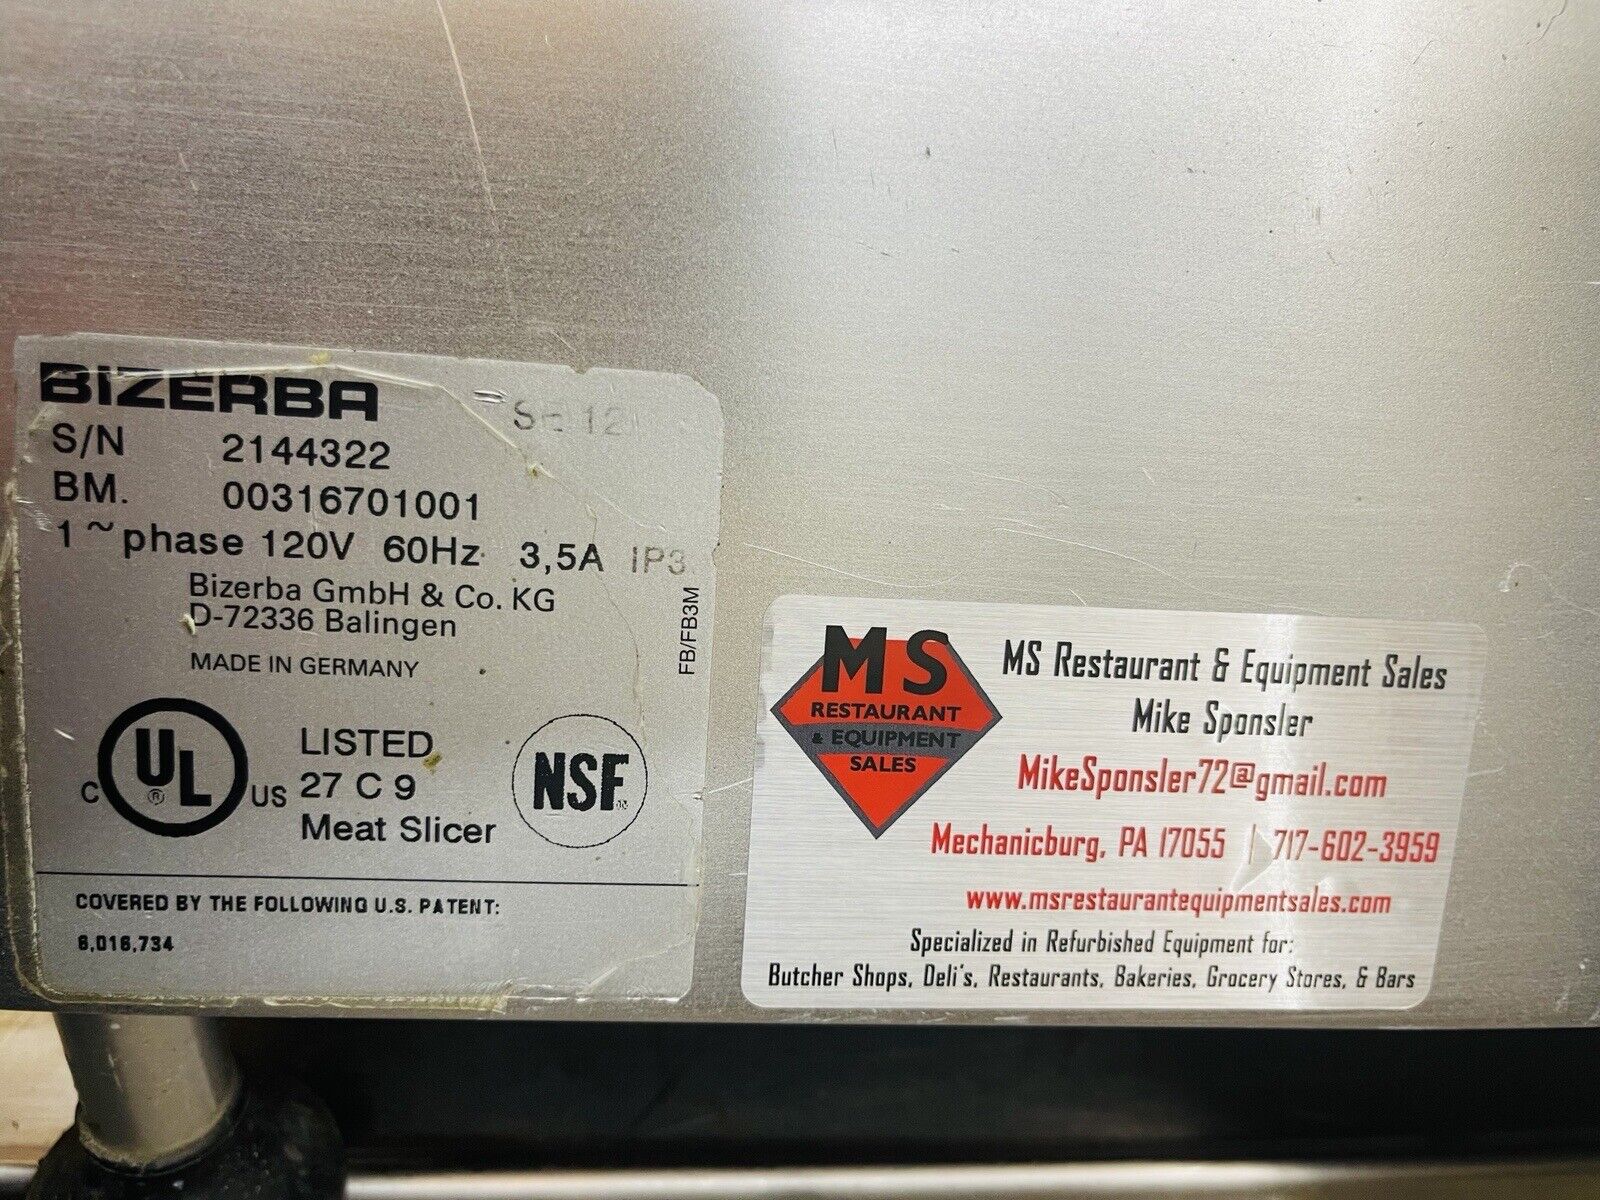 BIZERBA
SE 12
S/N 2144322
BM. 00316701001
1~phase 120V 60Hz 3,5A IP3
Bizerba GmbH & Co. KG
D-72336 Balingen
MADE IN GERMANY
FB/FB3M
C UL ® US
LISTED
27 C 9
Meat Slicer
NSF
COVERED BY THE FOLLOWING U.S. PATENT:
6,016,734
MS
RESTAURANT
& EQUIPMENT
SALES
MS Restaurant & Equipment Sales
Mike Sponsler
MikeSponsler72@gmail.com
Mechanicburg, PA 17055 | 717-602-3959
www.msrestaurantequipmentsales.com
Specialized in Refurbished Equipment for:
Butcher Shops, Deli's, Restaurants, Bakeries, Grocery Stores, & Bars